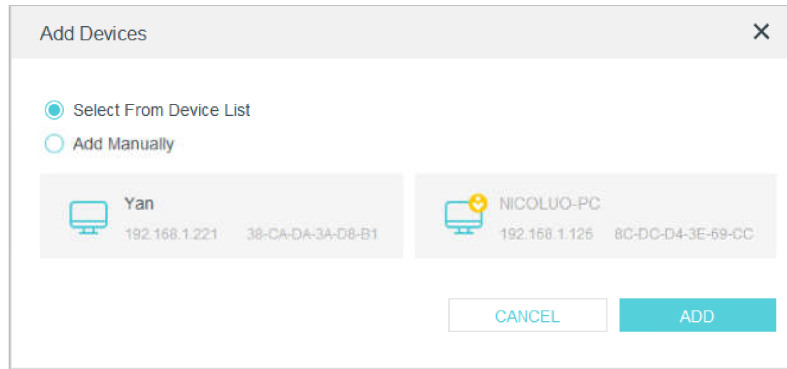 Add Devices
Select From Device List
Add Manually
Yan
192.168.1.221 38-CA-DA-3A-D8-B1
NICOLUO-PC
192.168.1.126 8C-DC-D4-3E-69-CC
CANCEL ADD